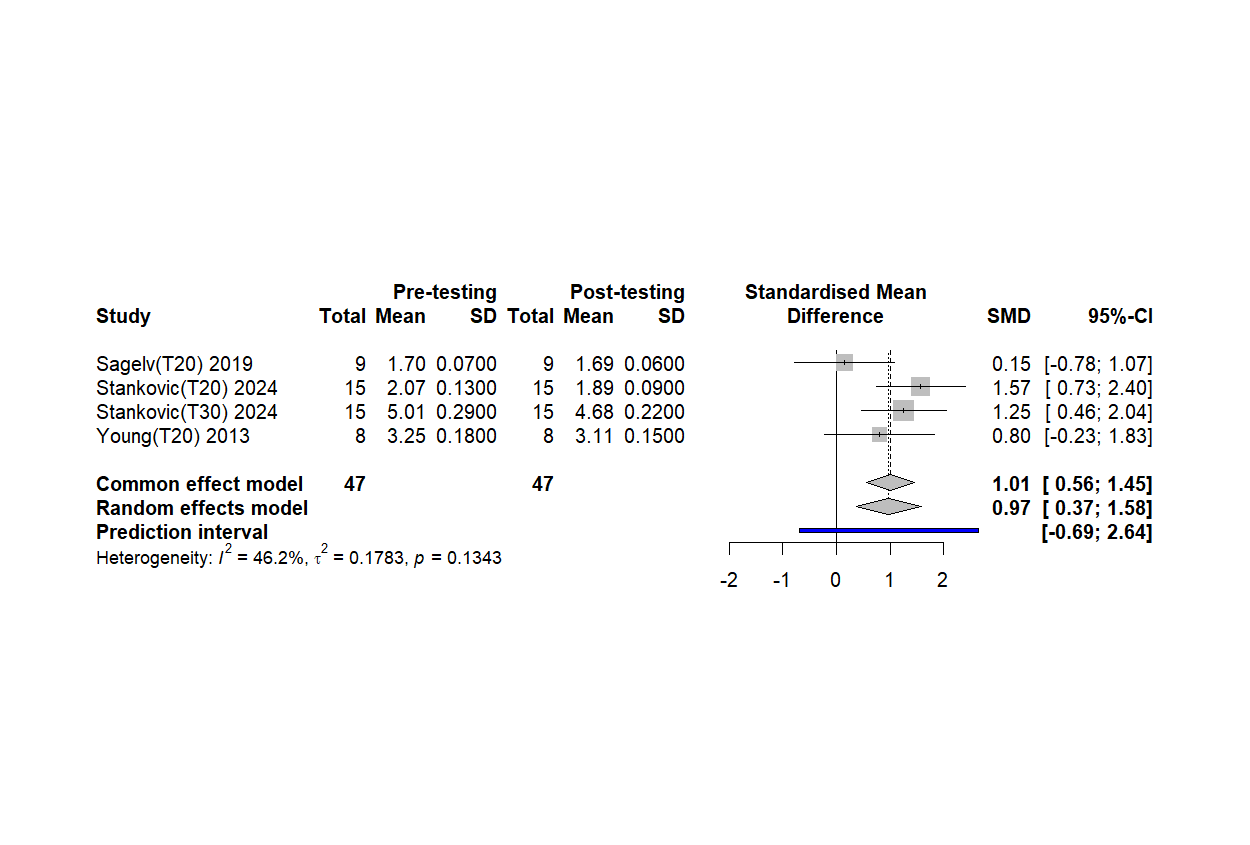 Pre-testing Post-testing Standardised Mean
Study Total Mean SD Total Mean SD Difference SMD 95%-CI
Sagelv(T20) 2019 9 1.70 0.0700 9 1.69 0.0600 0.15 [-0.78; 1.07]
Stankovic(T20) 2024 15 2.07 0.1300 15 1.89 0.0900 1.57 [ 0.73; 2.40]
Stankovic(T30) 2024 15 5.01 0.2900 15 4.68 0.2200 1.25 [ 0.46; 2.04]
Young(T20) 2013 8 3.25 0.1800 8 3.11 0.1500 0.80 [-0.23; 1.83]
Common effect model 47 47 1.01 [ 0.56; 1.45]
Random effects model 0.97 [ 0.37; 1.58]
Prediction interval [-0.69; 2.64]
Heterogeneity: I² = 46.2%, τ² = 0.1783, p = 0.1343
-2 -1 0 1 2